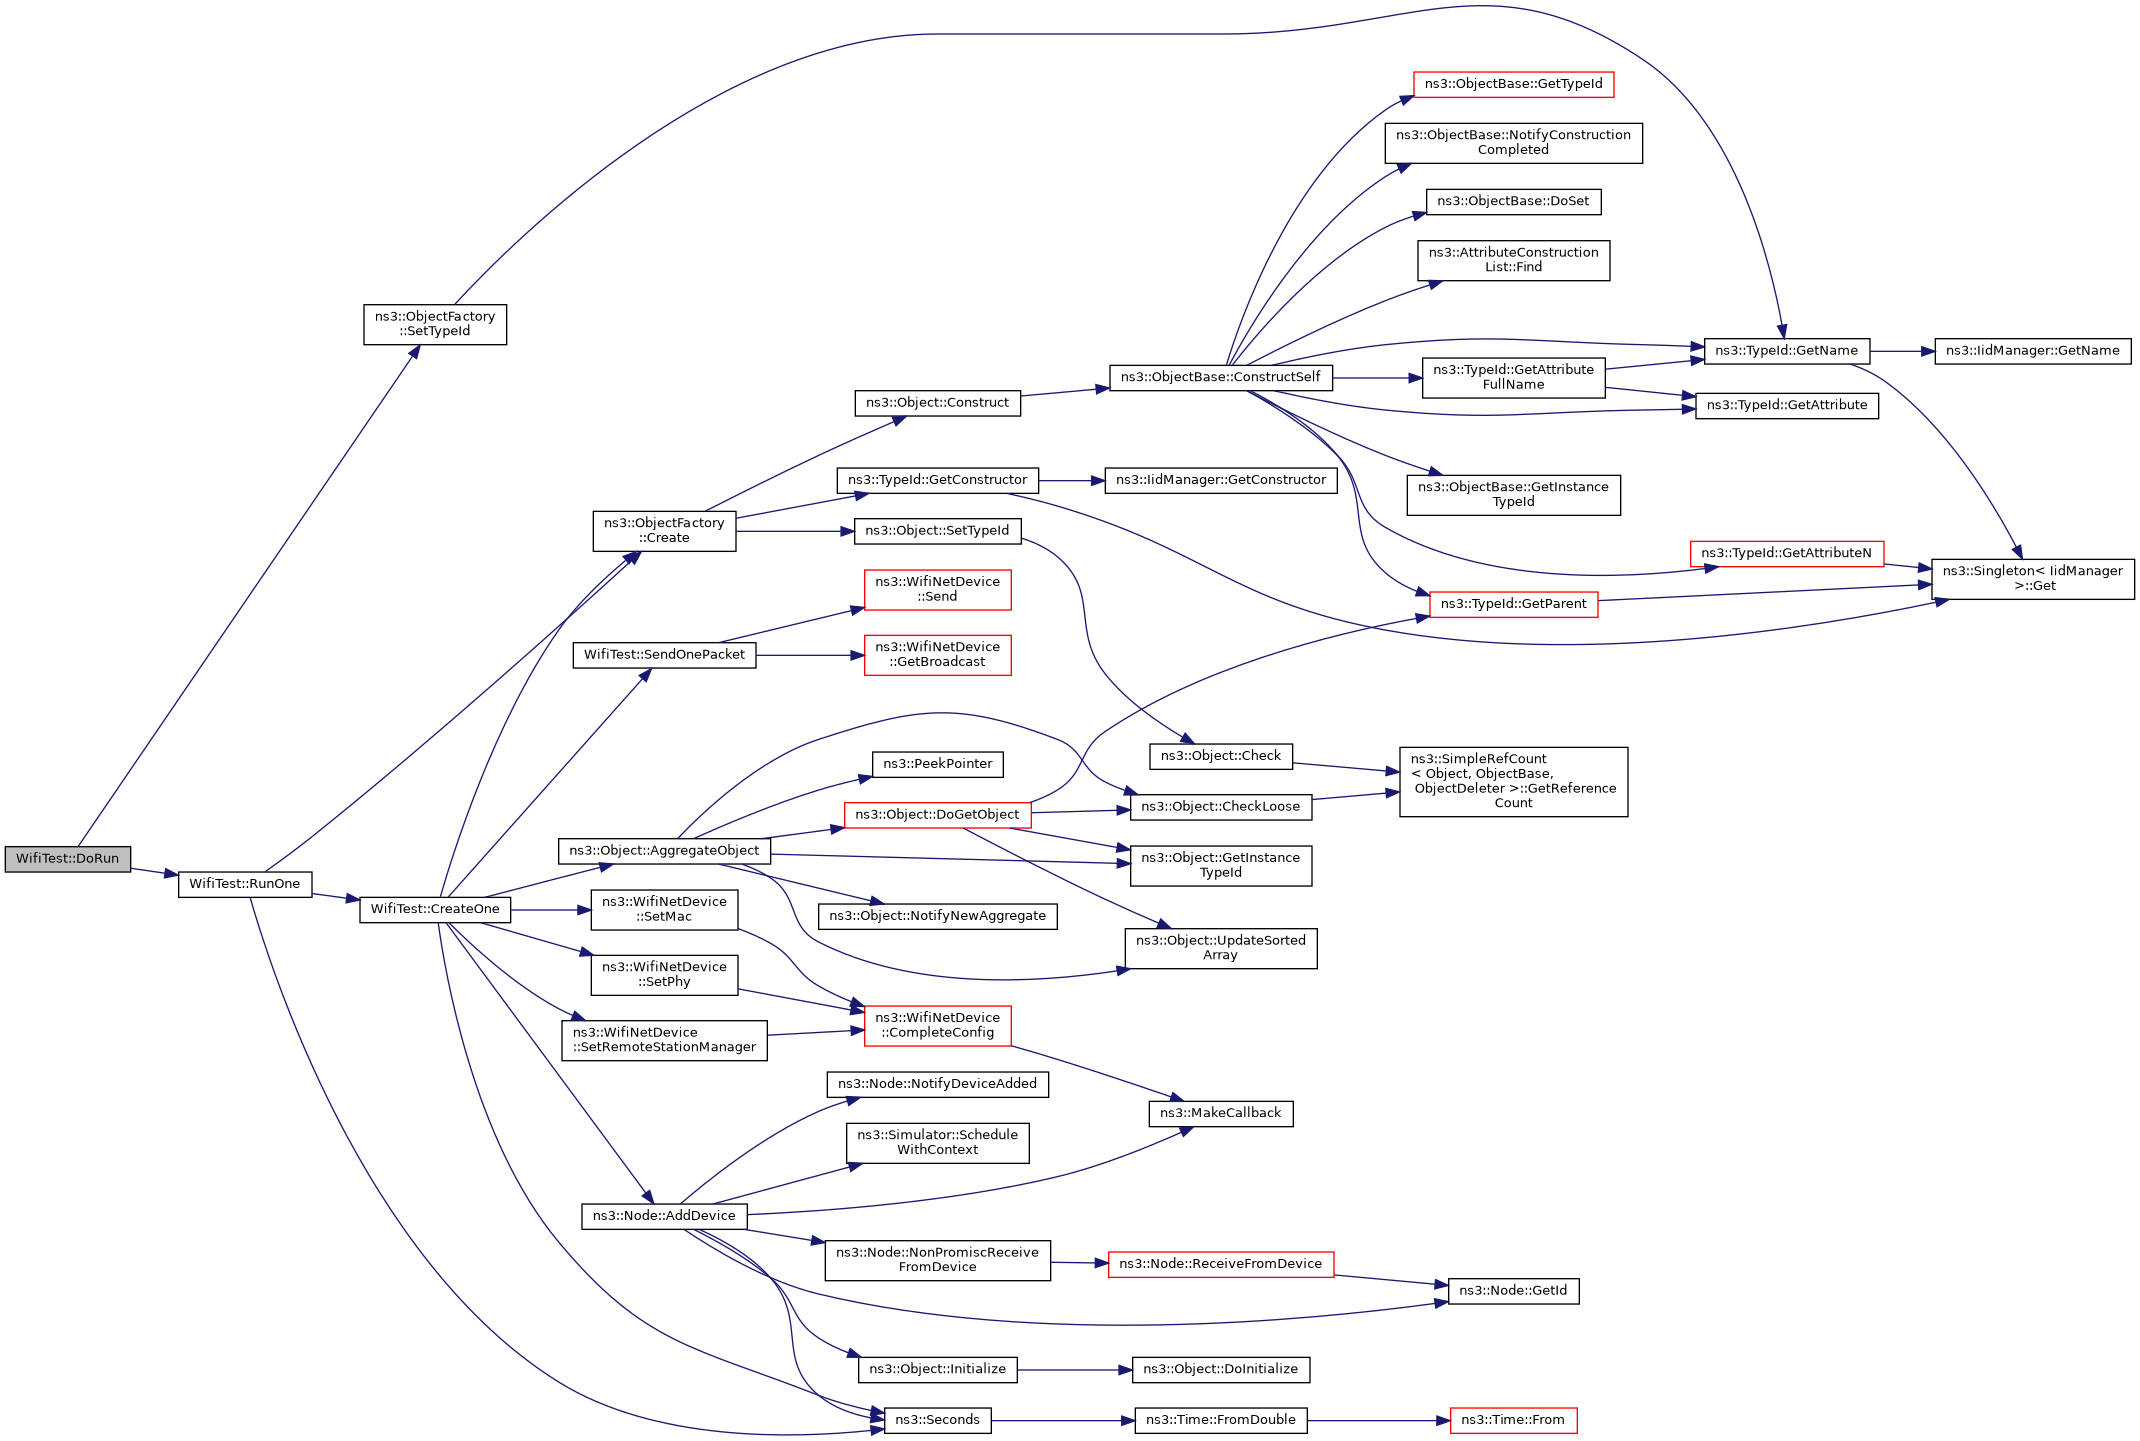 WifiTest::DoRun
ns3::ObjectFactory
::SetTypeId
WifiTest::RunOne
WifiTest::CreateOne
ns3::ObjectFactory
::Create
WifiTest::SendOnePacket
ns3::Object::AggregateObject
ns3::WifiNetDevice
::SetMac
ns3::WifiNetDevice
::SetPhy
ns3::WifiNetDevice
::SetRemoteStationManager
ns3::Node::AddDevice
ns3::Object::Construct
ns3::TypeId::GetConstructor
ns3::Object::SetTypeId
ns3::WifiNetDevice
::Send
ns3::WifiNetDevice
::GetBroadcast
ns3::PeekPointer
ns3::Object::DoGetObject
ns3::Object::NotifyNewAggregate
ns3::WifiNetDevice
::CompleteConfig
ns3::Node::NotifyDeviceAdded
ns3::Simulator::Schedule
WithContext
ns3::Node::NonPromiscReceive
FromDevice
ns3::Object::Initialize
ns3::Seconds
ns3::ObjectBase::ConstructSelf
ns3::IidManager::GetConstructor
ns3::Object::Check
ns3::Object::CheckLoose
ns3::Object::GetInstance
TypeId
ns3::Object::UpdateSorted
Array
ns3::MakeCallback
ns3::Node::ReceiveFromDevice
ns3::Object::DoInitialize
ns3::Time::FromDouble
ns3::ObjectBase::GetTypeId
ns3::ObjectBase::NotifyConstruction
Completed
ns3::ObjectBase::DoSet
ns3::AttributeConstruction
List::Find
ns3::TypeId::GetAttribute
FullName
ns3::ObjectBase::GetInstance
TypeId
ns3::TypeId::GetParent
ns3::SimpleRefCount
< Object, ObjectBase,
ObjectDeleter >::GetReference
Count
ns3::Node::GetId
ns3::Time::From
ns3::TypeId::GetName
ns3::TypeId::GetAttribute
ns3::TypeId::GetAttributeN
ns3::IidManager::GetName
ns3::Singleton< IidManager
>::Get